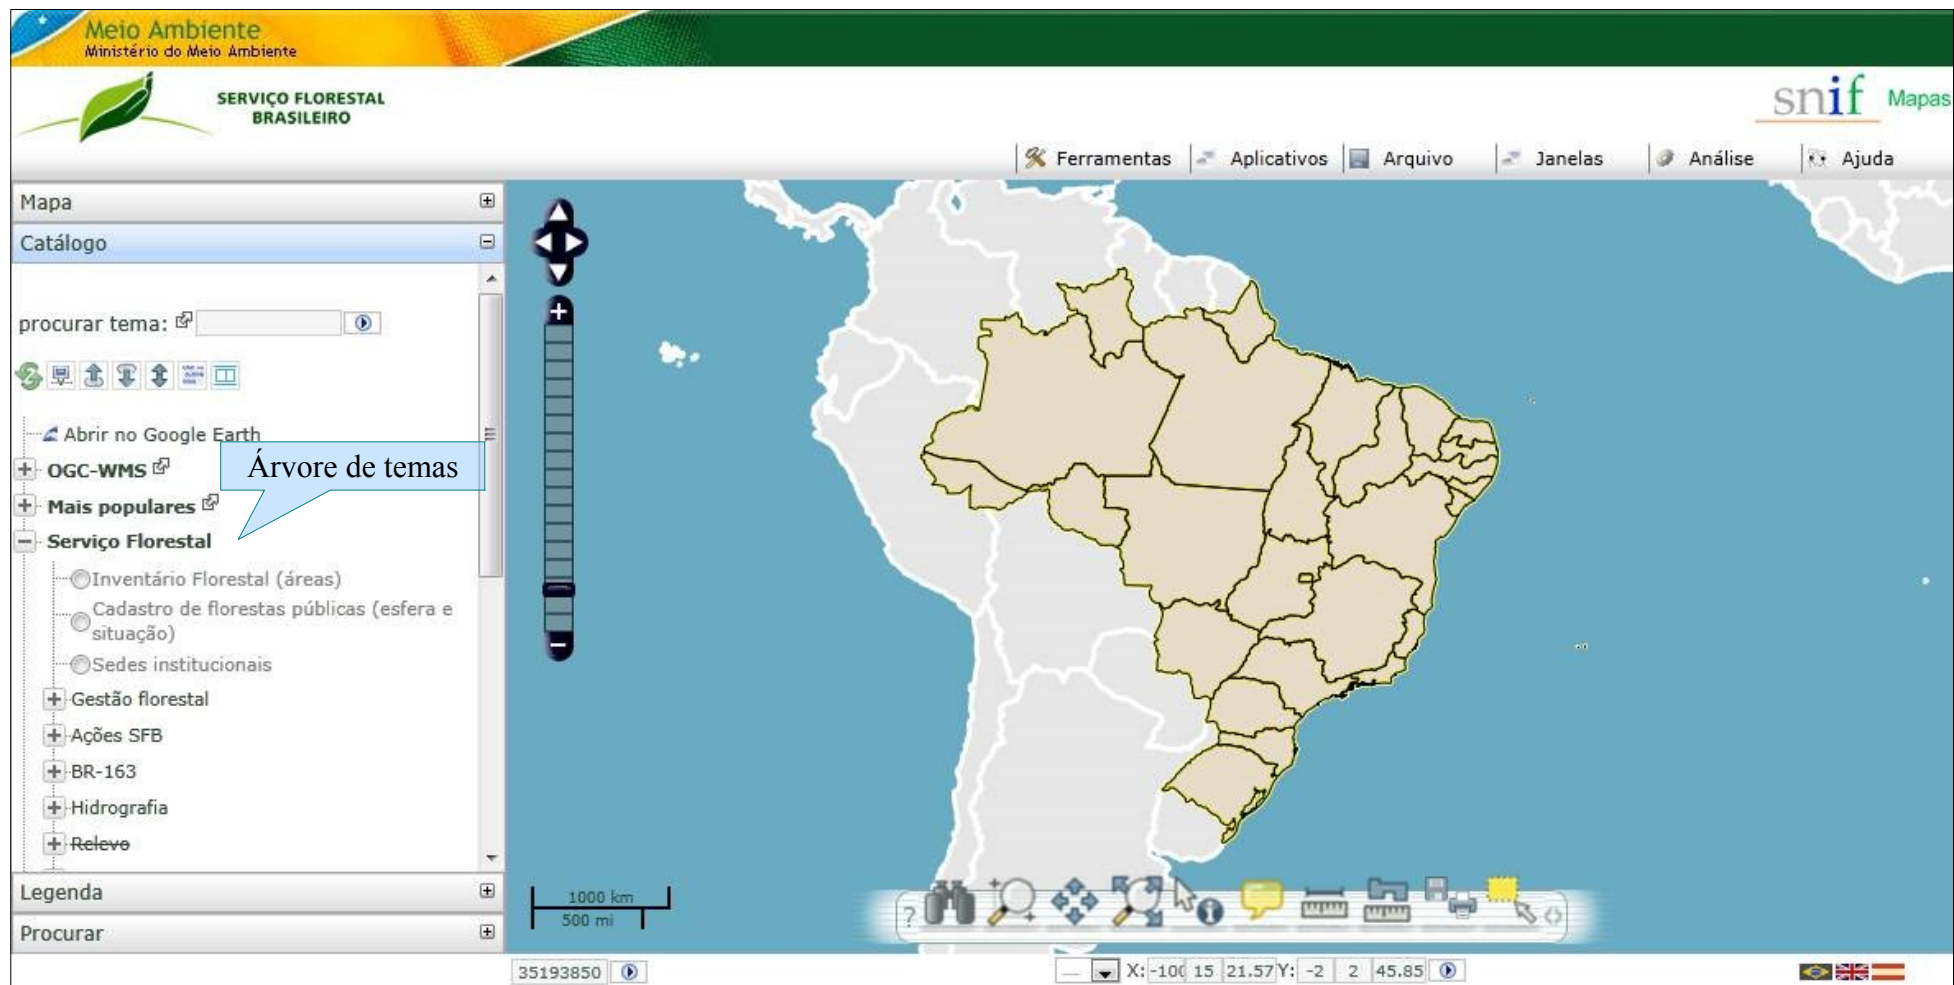 Meio Ambiente
Ministério do Meio Ambiente
SERVIÇO FLORESTAL
BRASILEIRO
snif Mapas
Ferramentas
Aplicativos
Arquivo
Janelas
Análise
Ajuda
Mapa
Catálogo
procurar tema:
Abrir no Google Earth
OGC-WMS
Árvore de temas
Mais populares
Serviço Florestal
Inventário Florestal (áreas)
Cadastro de florestas públicas (esfera e
situação)
Sedes institucionais
Gestão florestal
Ações SFB
BR-163
Hidrografia
Relevo
Legenda
Procurar
1000 km
500 mi
?
35193850
--- X: -100 15 21.57 Y: -2 2 45.85